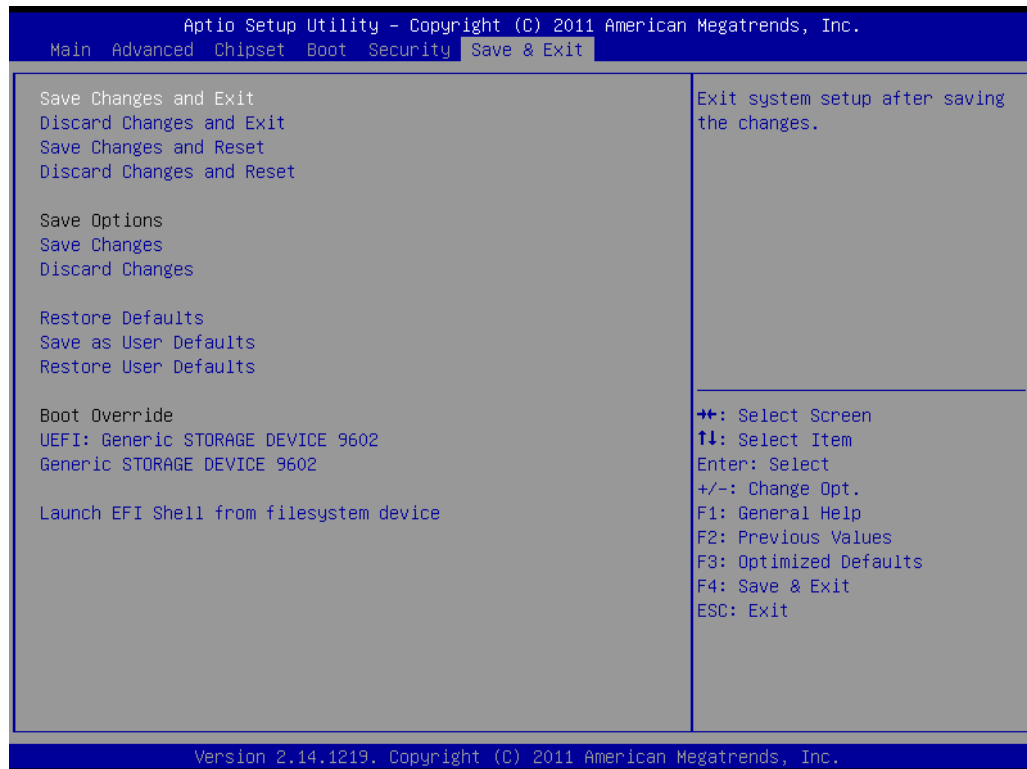 Aptio Setup Utility – Copyright (C) 2011 American Megatrends, Inc.
Main Advanced Chipset Boot Security Save & Exit
Save Changes and Exit
Discard Changes and Exit
Save Changes and Reset
Discard Changes and Reset
Save Options
Save Changes
Discard Changes
Restore Defaults
Save as User Defaults
Restore User Defaults
Boot Override
UEFI: Generic STORAGE DEVICE 9602
Generic STORAGE DEVICE 9602
Launch EFI Shell from filesystem device
Exit system setup after saving
the changes.
→←: Select Screen
↑↓: Select Item
Enter: Select
+/-: Change Opt.
F1: General Help
F2: Previous Values
F3: Optimized Defaults
F4: Save & Exit
ESC: Exit
Version 2.14.1219. Copyright (C) 2011 American Megatrends, Inc.